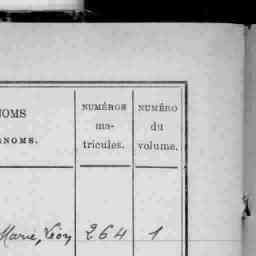 NOMS
NUMÉROS
NUMÉRO
ma-
du
NOMS.
tricules.
volume.
Marie, Léon 264 1